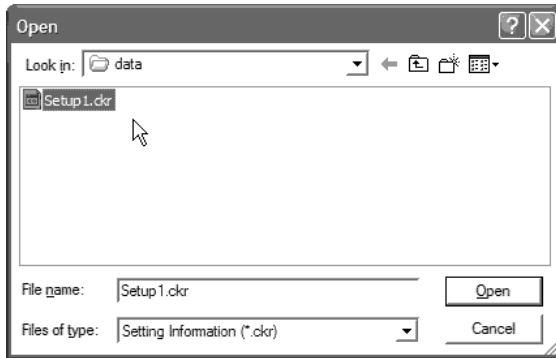 Open
Look in: data
Setup1.ckr
File name: Setup1.ckr Open
Files of type: Setting Information (*.ckr) Cancel